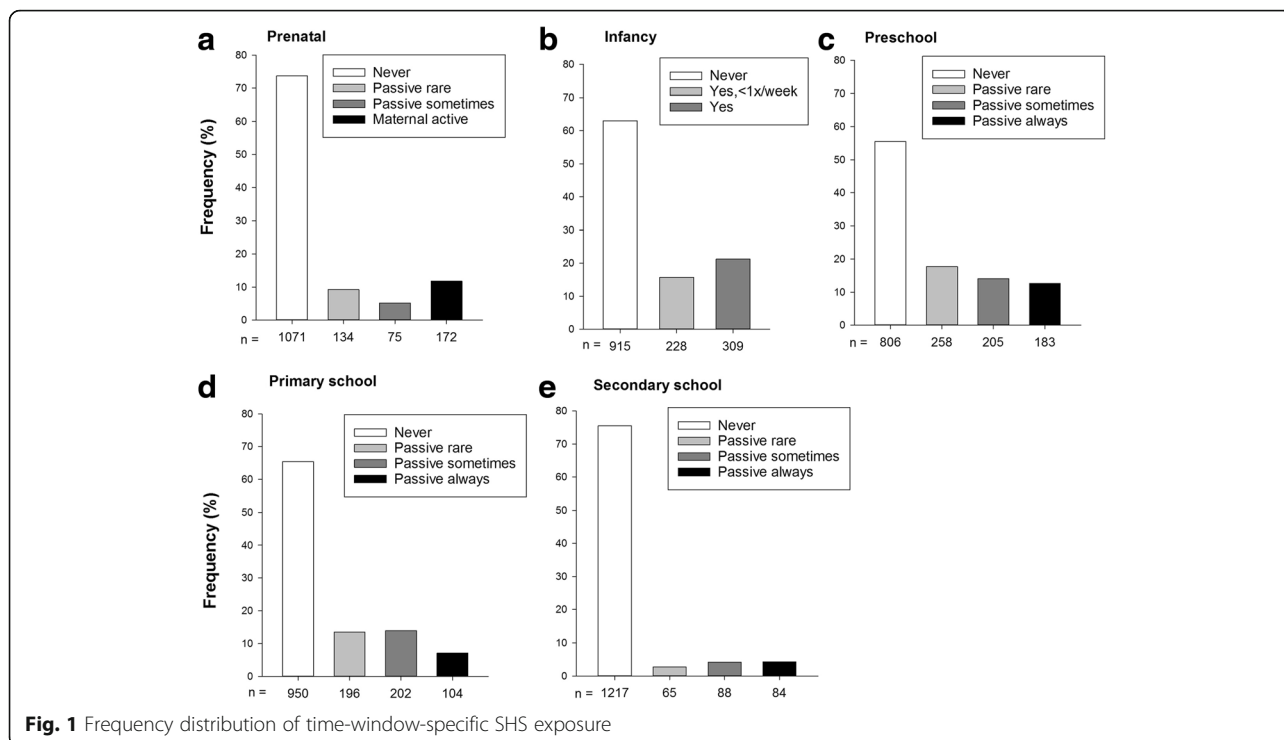 a Prenatal
80
70
60
50
40
30
20
10
0
Frequency (%)
Never
Passive rare
Passive sometimes
Maternal active
n = 1071 134 75 172
b Infancy
80
70
60
50
40
30
20
10
0
Never
Yes,<1x/week
Yes
n = 915 228 309
c Preschool
80
70
60
50
40
30
20
10
0
Never
Passive rare
Passive sometimes
Passive always
n = 806 258 205 183
d Primary school
80
70
60
50
40
30
20
10
0
Frequency (%)
Never
Passive rare
Passive sometimes
Passive always
n = 950 196 202 104
e Secondary school
80
70
60
50
40
30
20
10
0
Never
Passive rare
Passive sometimes
Passive always
n = 1217 65 88 84
Fig. 1 Frequency distribution of time-window-specific SHS exposure